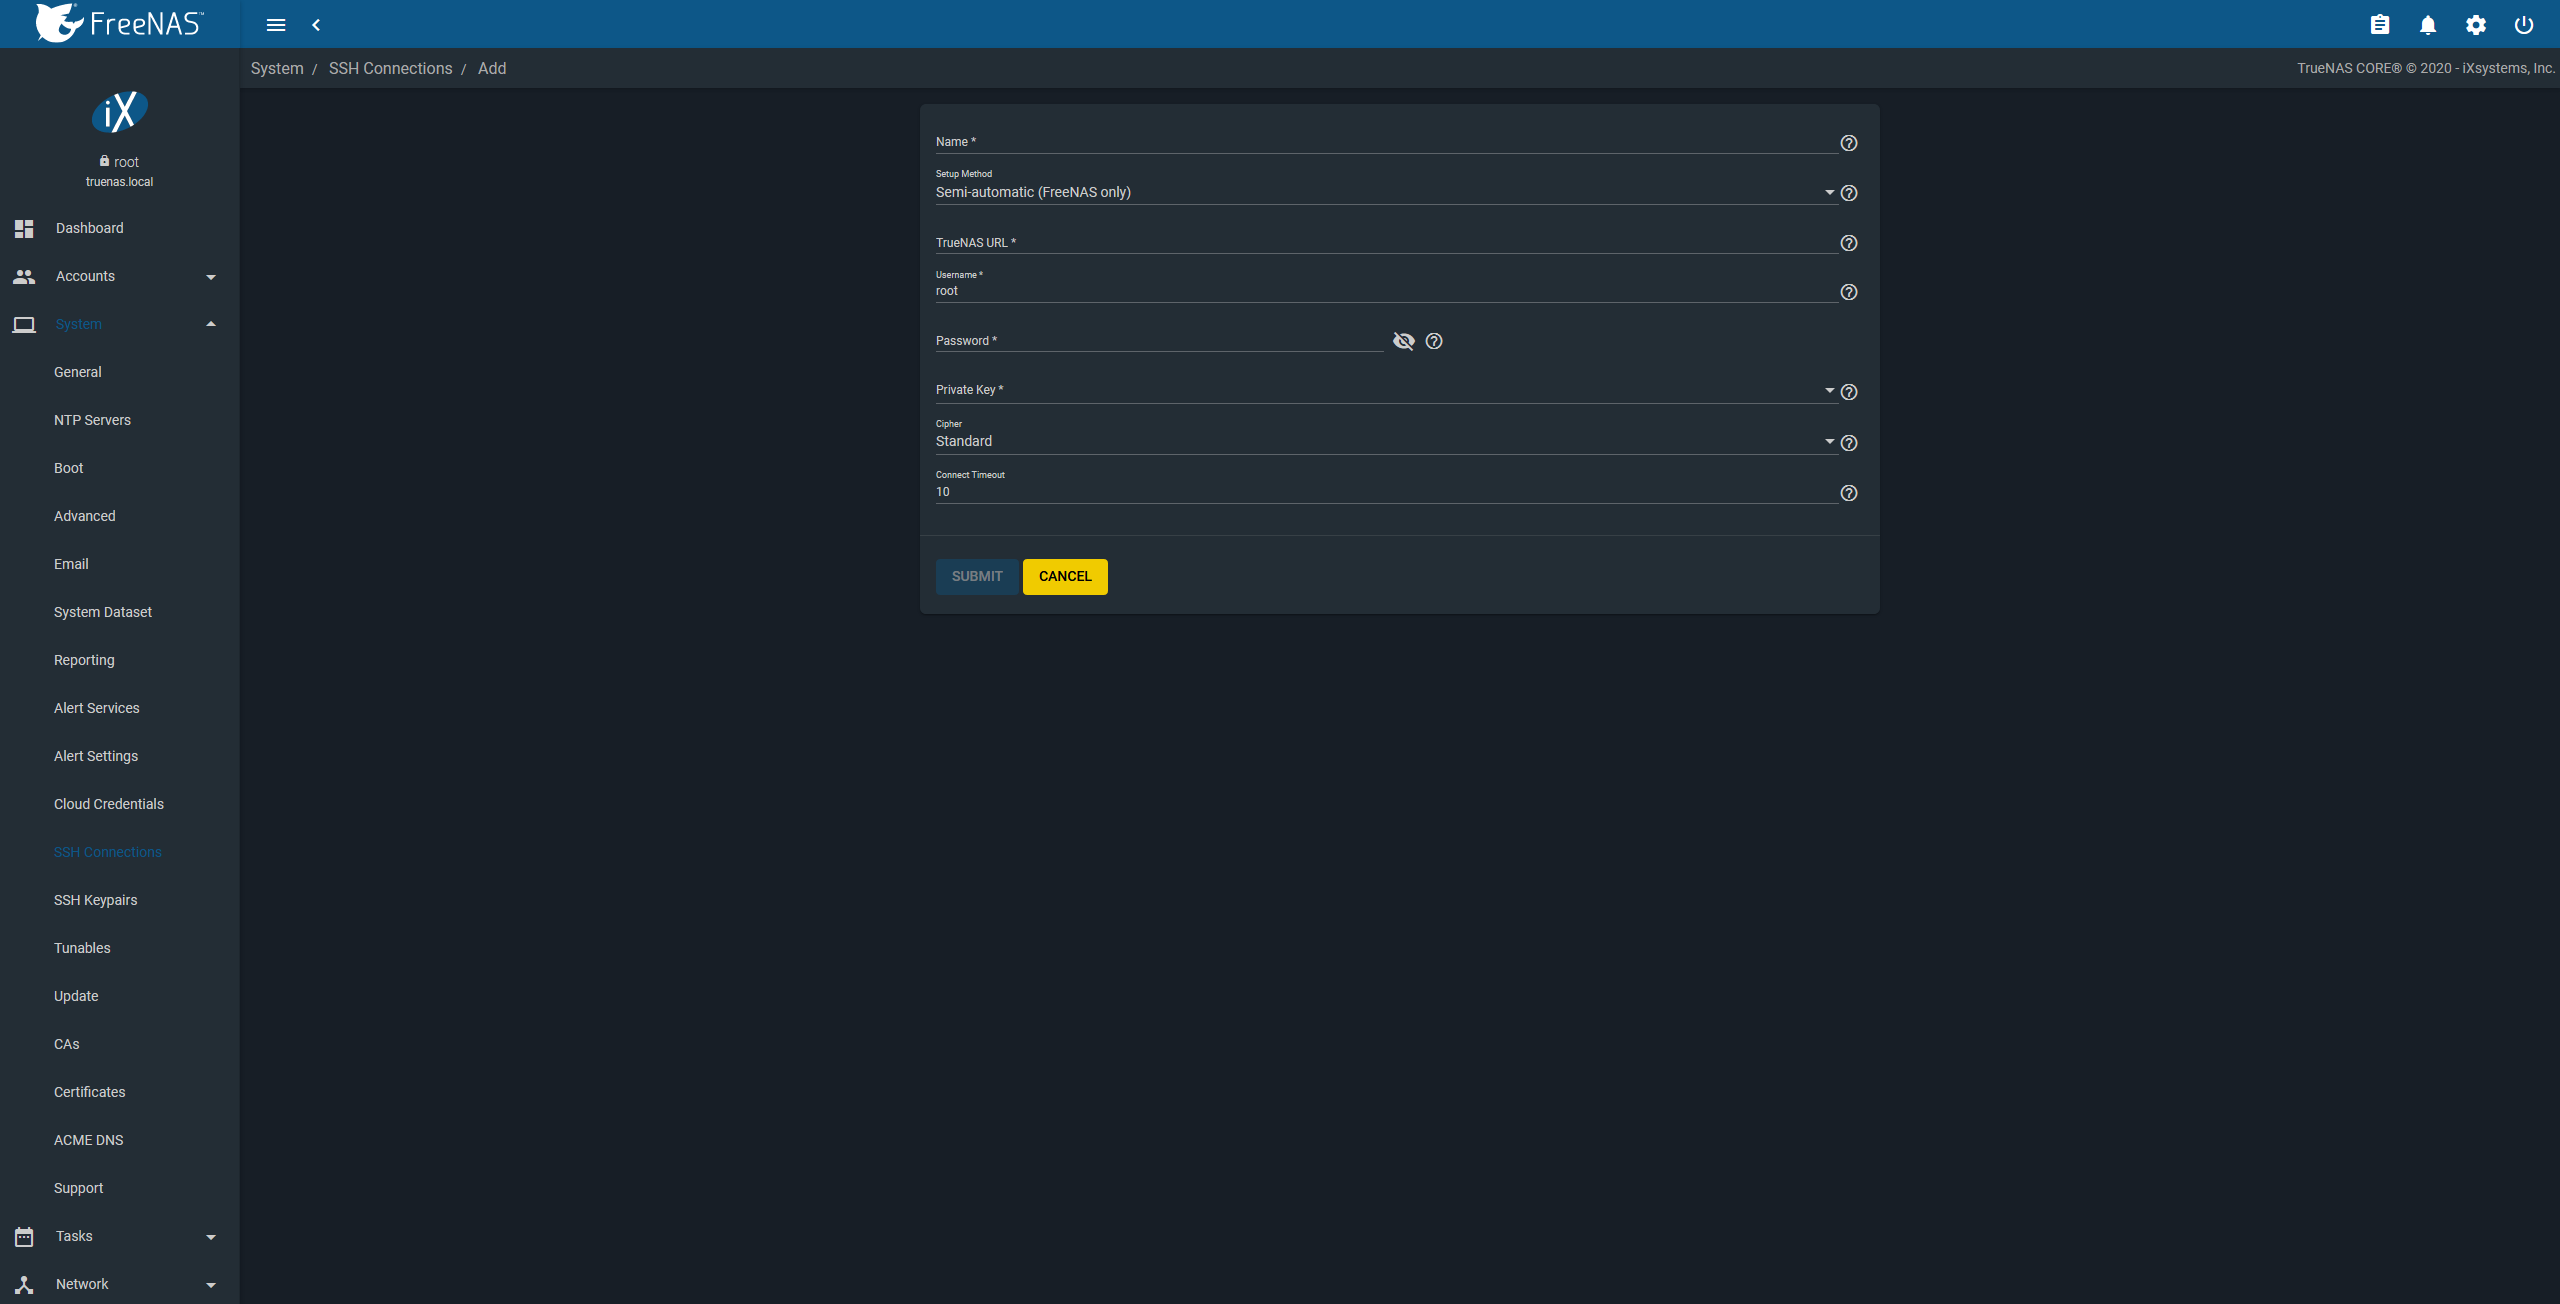 FreeNAS™
System / SSH Connections / Add
TrueNAS CORE® © 2020 - iXsystems, Inc.
iX
root
truenas.local
Dashboard
Accounts
System
General
NTP Servers
Boot
Advanced
Email
System Dataset
Reporting
Alert Services
Alert Settings
Cloud Credentials
SSH Connections
SSH Keypairs
Tunables
Update
CAs
Certificates
ACME DNS
Support
Tasks
Network
Name *
Setup Method
Semi-automatic (FreeNAS only)
TrueNAS URL *
Username *
root
Password *
Private Key *
Cipher
Standard
Connect Timeout
10
SUBMIT CANCEL